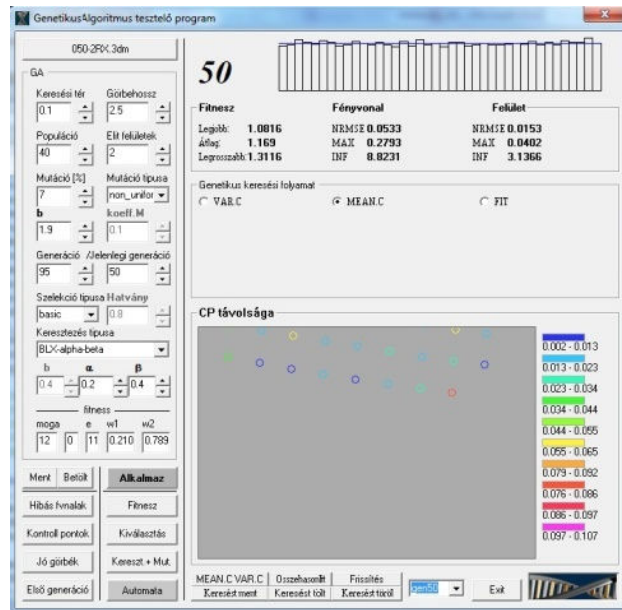 GenetikusAlgoritmus tesztelő program
050-2RX.3dm
GA
Keresési tér Görbehossz
0.1 2.5
Populáció Elit felületek
40 2
Mutáció [%] Mutáció típusa
7 non_unifor
b koeff.M
1.9 0.1
Generáció /Jelenlegi generáció
95 50
Szelekció típusa Hatvány
basic 0.8
Keresztezés típusa
BLX-alpha-beta
b α β
0.4 0.2 0.4
fitness
moga e w1 w2
12 0 11 0.210 0.789
Ment Betölt Alkalmaz
Hibás fvnalak Fitnesz
Kontroll pontok Kiválasztás
Jó görbék Kereszt + Mut.
Első generáció Automata
50
Fitnesz Fényvonal Felület
Legjobb: 1.0816 NRMSE 0.0533 NRMSE 0.0153
Átlag: 1.169 MAX 0.2793 MAX 0.0402
Legrosszabb: 1.3116 INF 8.8231 INF 3.1366
Genetikus keresési folyamat
VAR.C MEAN.C FIT
CP távolsága
0.002 - 0.013
0.013 - 0.023
0.023 - 0.034
0.034 - 0.044
0.044 - 0.055
0.055 - 0.065
0.079 - 0.092
0.076 - 0.086
0.086 - 0.097
0.097 - 0.107
MEAN.C VAR.C Összehasonlít Frissítés
Keresést ment Keresést tölt Keresést töröl
gen50 Exit